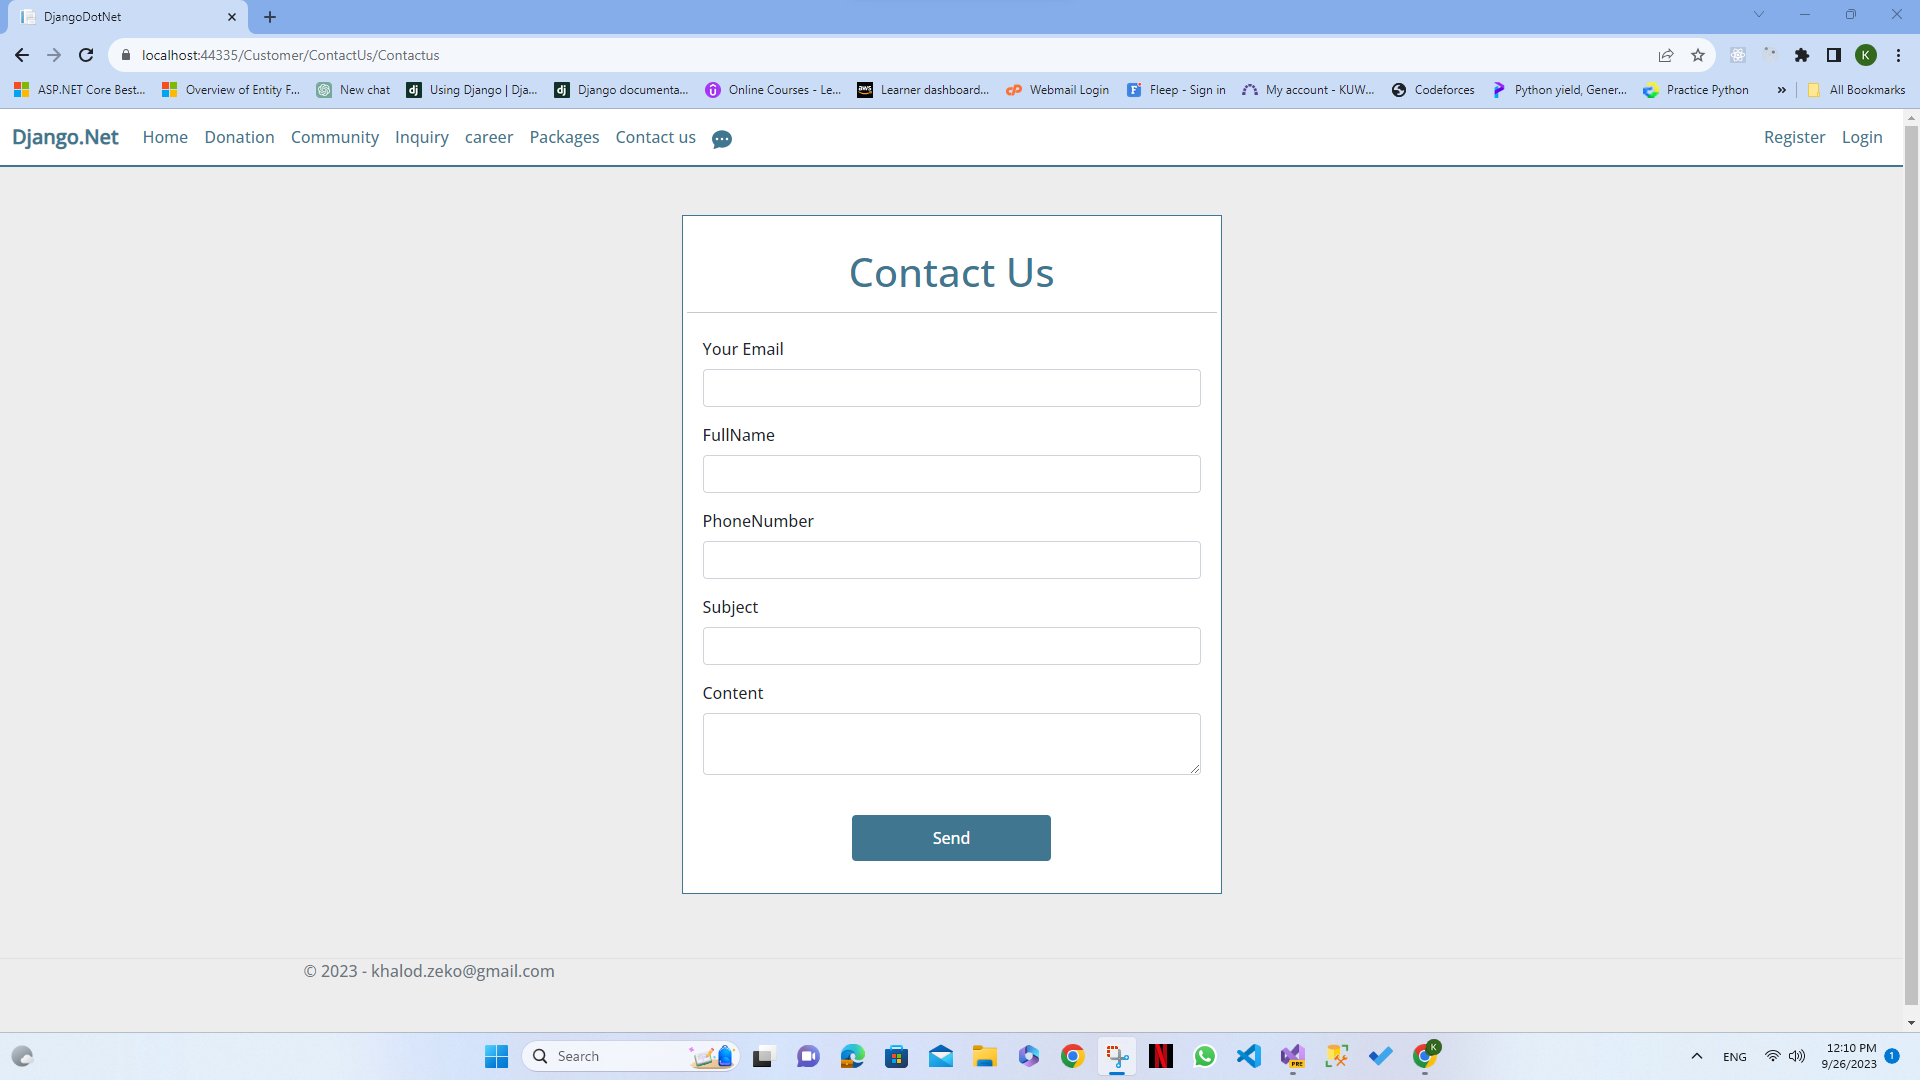 DjangoDotNet
localhost:44335/Customer/ContactUs/Contactus
K
ASP.NET Core Best... Overview of Entity F... New chat Using Django | Dja... Django documenta... Online Courses - Le... Learner dashboard... Webmail Login Fleep - Sign in My account - KUW... Codeforces Python yield, Gener... Practice Python » All Bookmarks
Django.Net Home Donation Community Inquiry career Packages Contact us Register Login
Contact Us
Your Email
FullName
PhoneNumber
Subject
Content
Send
© 2023 - khalod.zeko@gmail.com
Search
ENG
12:10 PM
9/26/2023
1